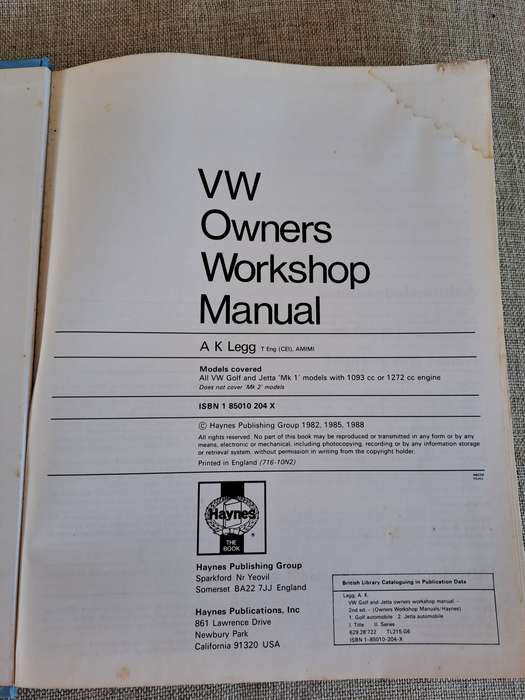 VW
Owners
Workshop
Manual
A K Legg T Eng (CEI), AMIMI
Models covered
All VW Golf and Jetta 'Mk 1' models with 1093 cc or 1272 cc engine
Does not cover 'Mk 2' models
ISBN 1 85010 204 X
© Haynes Publishing Group 1982, 1985, 1988
All rights reserved. No part of this book may be reproduced or transmitted in any form or by any
means, electronic or mechanical, including photocopying, recording or by any information storage
or retrieval system, without permission in writing from the copyright holder.
Printed in England (716-10N2)
Haynes
®
THE
BOOK
Haynes Publishing Group
Sparkford Nr Yeovil
Somerset BA22 7JJ England
Haynes Publications, Inc
861 Lawrence Drive
Newbury Park
California 91320 USA
British Library Cataloguing in Publication Data
Legg, A. K.
VW Golf and Jetta owners workshop manual. -
2nd ed. - (Owners Workshop Manuals/Haynes)
1. Golf automobile 2. Jetta automobile
I. Title II. Series
629.28'722 TL215.G6
ISBN 1-85010-204-X